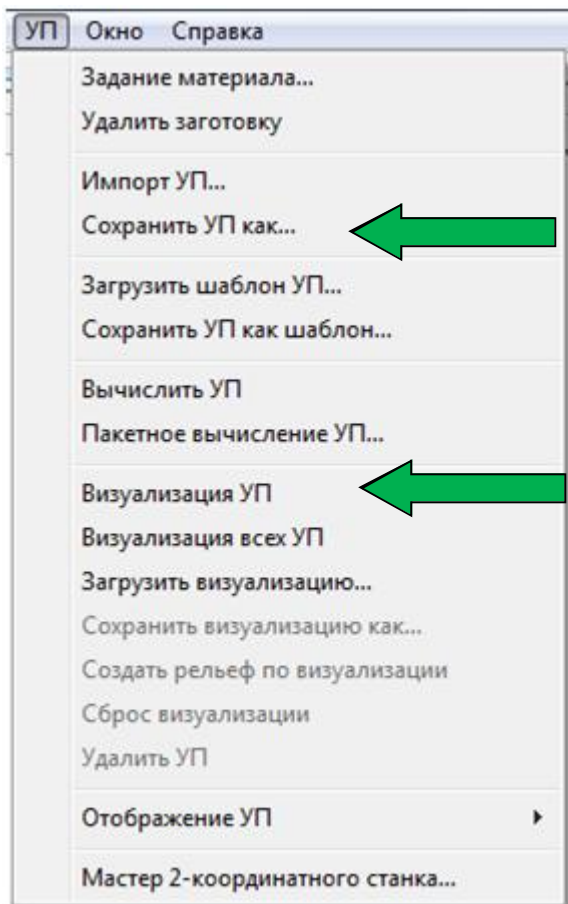 УП Окно Справка
Задание материала...
Удалить заготовку
Импорт УП...
Сохранить УП как...
Загрузить шаблон УП...
Сохранить УП как шаблон...
Вычислить УП
Пакетное вычисление УП...
Визуализация УП
Визуализация всех УП
Загрузить визуализацию...
Сохранить визуализацию как...
Создать рельеф по визуализации
Сброс визуализации
Удалить УП
Отображение УП
Мастер 2-координатного станка...